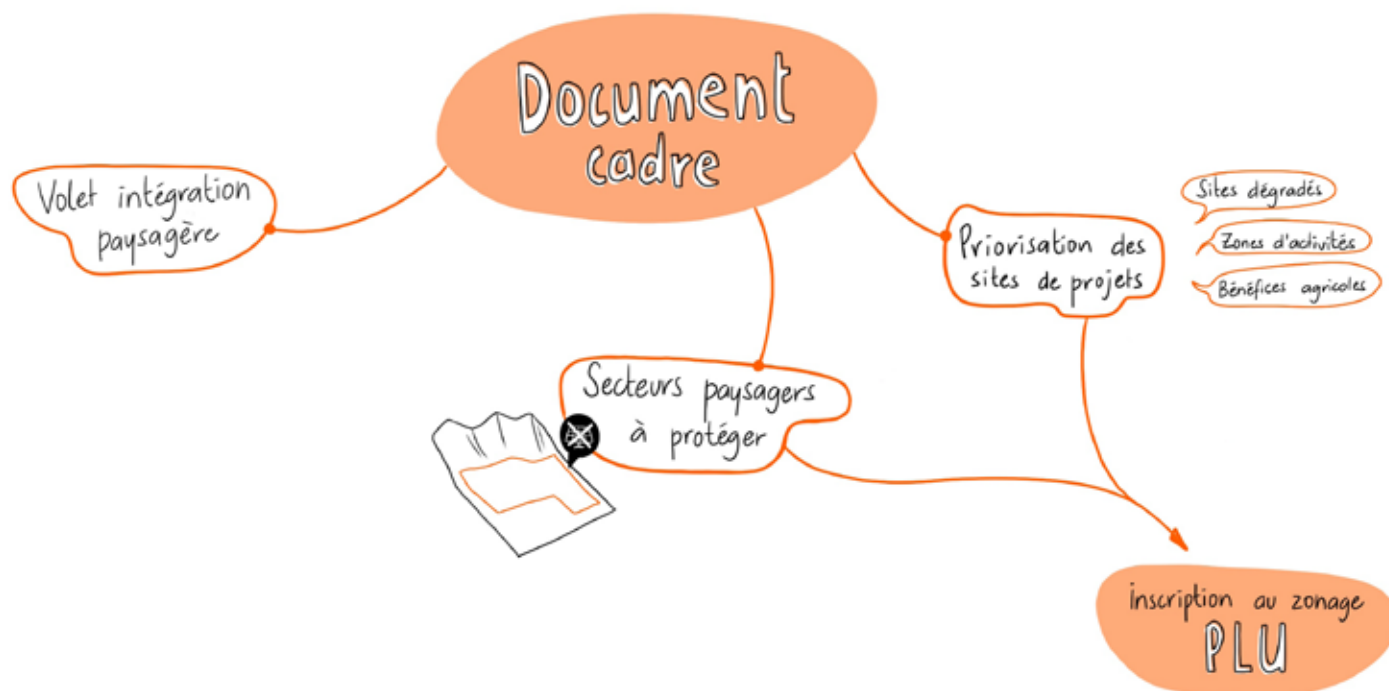 Document
cadre
Volet intégration
paysagère
Priorisation des
sites de projets
Sites dégradés
Zones d'activités
Bénéfices agricoles
Secteurs paysagers
à protéger
inscription au zonage
PLU